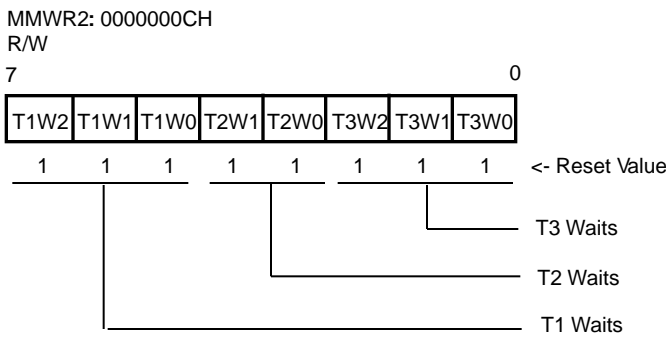 MMWR2: 0000000CH
R/W
7 0
T1W2 T1W1 T1W0 T2W1 T2W0 T3W2 T3W1 T3W0
1 1 1 1 1 1 1 1 <- Reset Value
T3 Waits
T2 Waits
T1 Waits